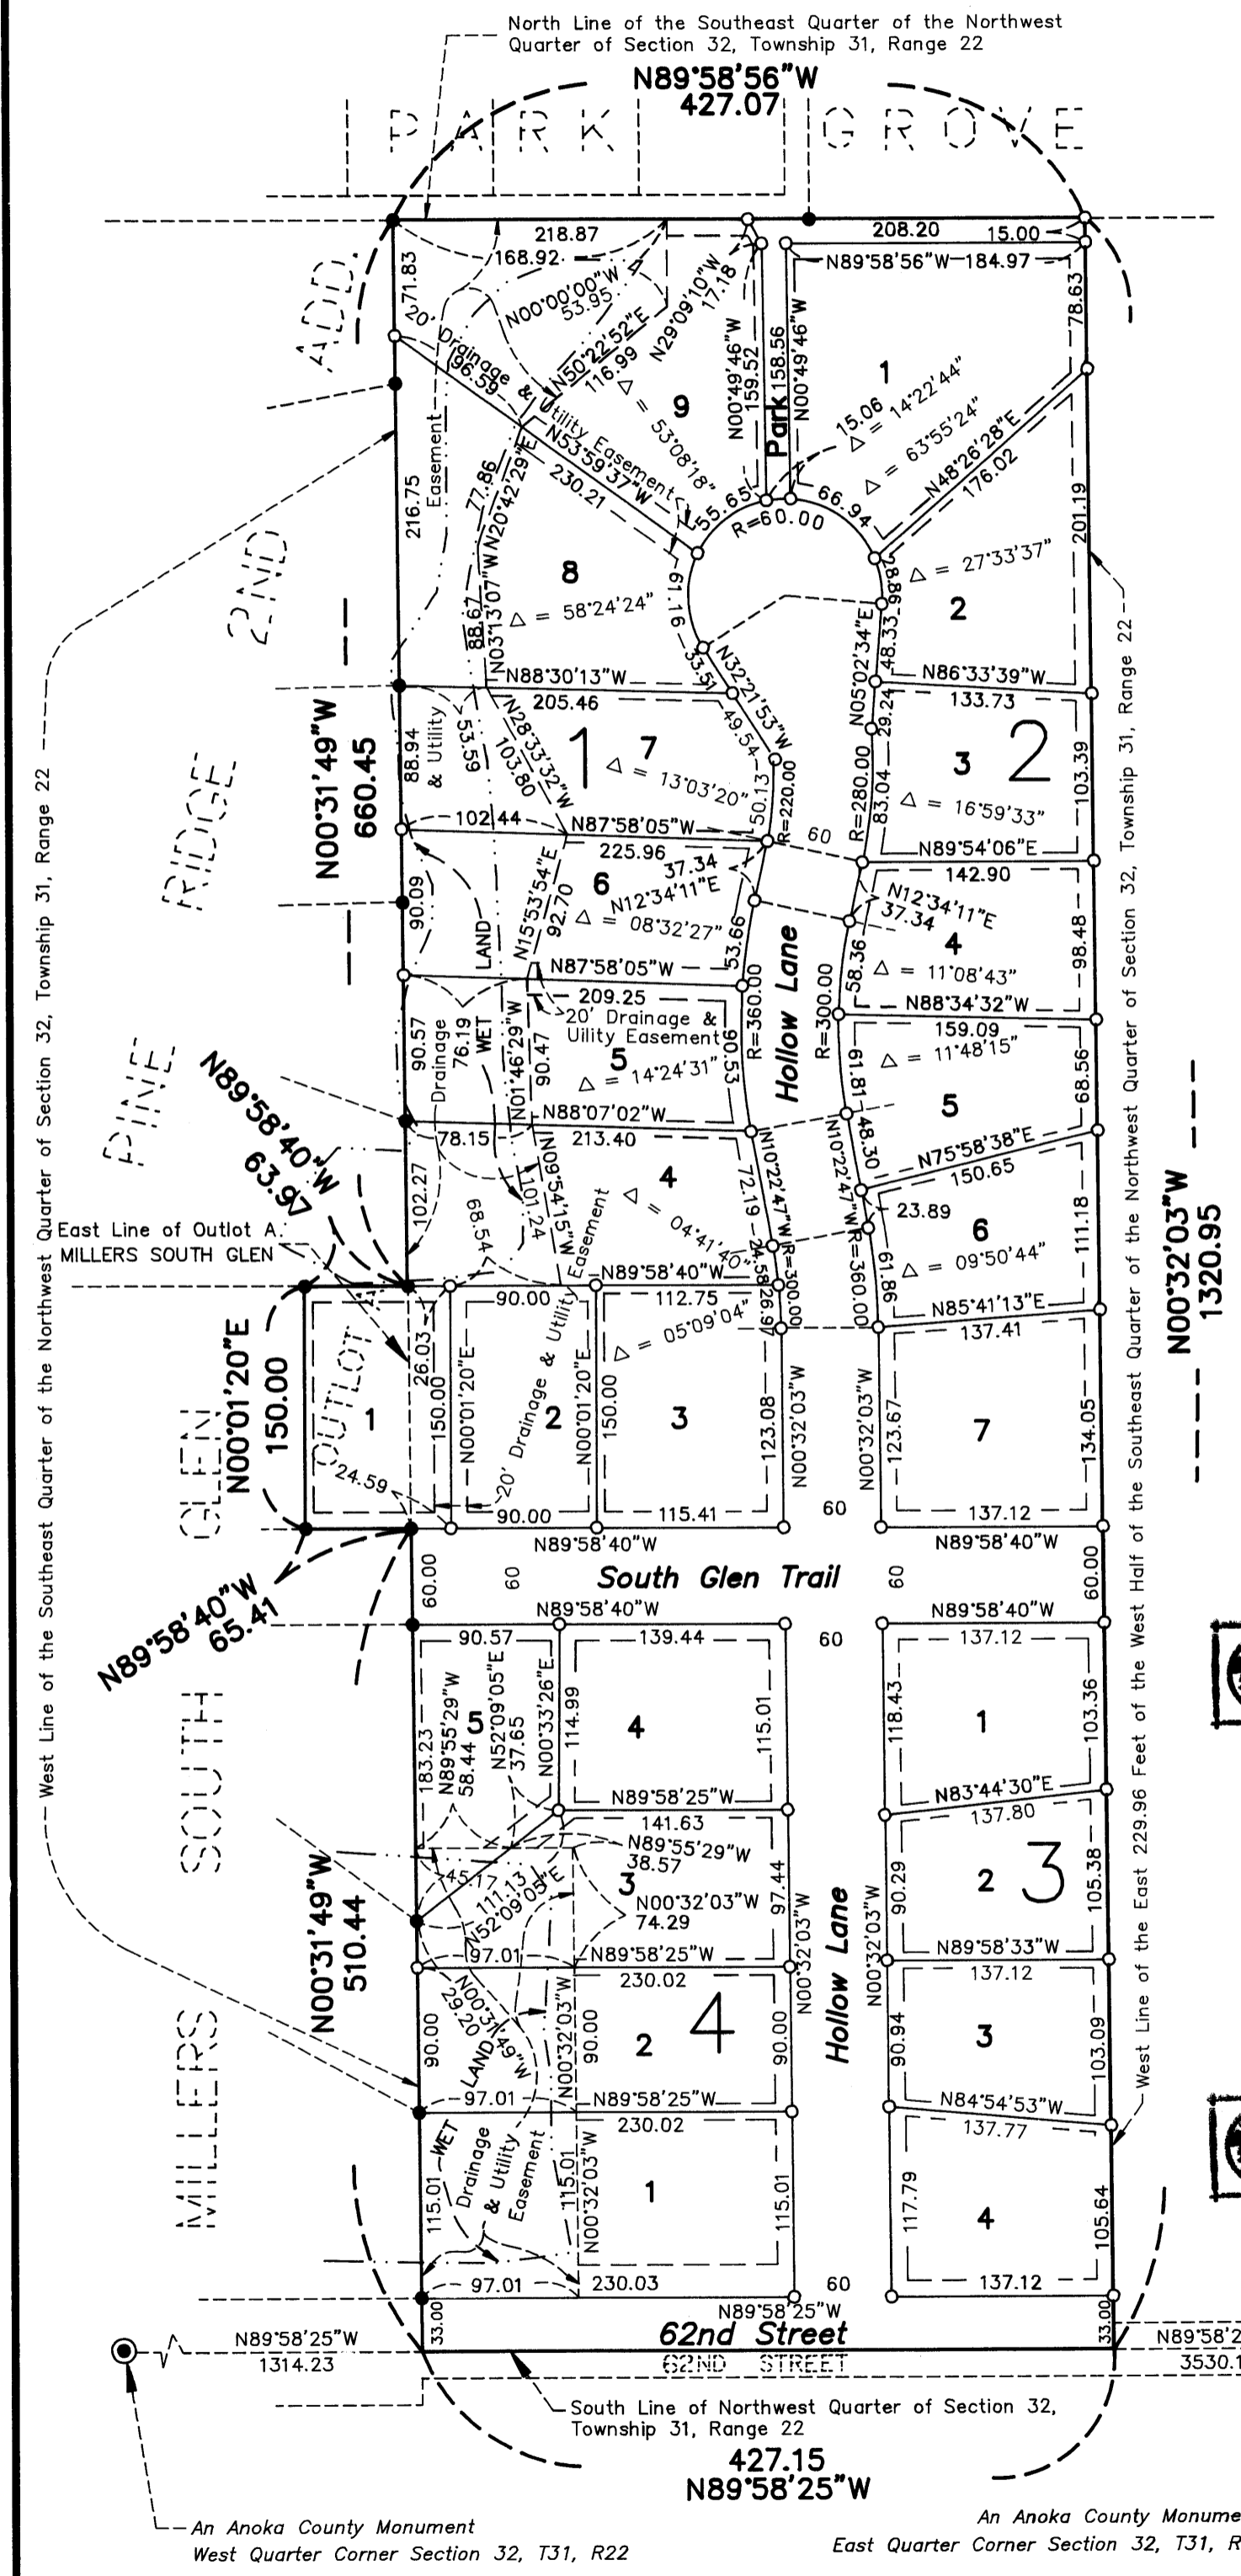 North Line of the Southeast Quarter of the Northwest
Quarter of Section 32, Township 31, Range 22
N89°58'56"W
427.07
PARK GROVE
218.87
208.20
15.00
168.92
N89°58'56"W
184.97
71.83
N00°00'00"W
53.95
N29°09'10"W
17.18
78.63
ADD.
20' Drainage & Utility Easement
96.59
N50°22'52"E
116.99
N00°49'46"W
159.52
Park
158.56
N00°49'46"W
1
9
Δ = 53°08'18"
15.06
Δ = 14°22'44"
Δ = 63°55'24"
N48°26'28"E
176.02
N53°59'37"W
230.21
Easement
216.75
77.86
N20°42'29"E
55.65
R=60.00
66.94
201.19
2ND
8
Δ = 58°24'24"
61.16
28.86
Δ = 27°33'37"
2
88.67
N03°13'07"W
N05°02'34"E
48.33
33.51
N32°21'53"W
N88°30'13"W
205.46
N86°33'39"W
133.73
29.24
49.54
88.94
& Utility
53.59
N28°33'32"W
103.80
1
7
Δ = 13°03'20"
50.13
R=220.00
R=280.00
83.04
3
2
Δ = 16°59'33"
103.39
N00°31'49"W
660.45
RIDGE
102.44
N87°58'05"W
225.96
60
N89°54'06"E
142.90
37.34
N12°34'11"E
6
Δ = 08°32'27"
N15°53'54"E
92.70
90.09
WET LAND
53.66
N12°34'11"E
37.34
4
58.36
Δ = 11°08'43"
98.48
Hollow Lane
N87°58'05"W
209.25
R=360.00
R=300.00
N88°34'32"W
159.09
20' Drainage &
Uility Easement
5
Δ = 14°24'31"
90.57
Drainage
76.19
N01°46'29"W
90.47
90.53
61.81
Δ = 11°48'15"
68.56
5
PINE
N88°07'02"W
213.40
78.15
N89°58'40"W
63.97
102.27
68.54
101.24
N09°54'15"W
4
Δ = 04°41'40"
72.19
N10°22'47"W
N10°22'47"W
48.30
N75°58'38"E
150.65
23.89
6
111.18
East Line of Outlot A.
MILLERS SOUTH GLEN
24.58
R=300.00
R=360.00
61.86
Δ = 09°50'44"
N89°58'40"W
90.00
112.75
26.97
N85°41'13"E
137.41
N00°32'03"W
1320.95
Δ = 05°09'04"
N00°01'20"E
150.00
OUTLOT A
1
26.03
150.00
N00°01'20"E
20' Drainage & Utility Easement
2
N00°01'20"E
150.00
3
123.08
N00°32'03"W
N00°32'03"W
123.67
7
134.05
24.59
90.00
115.41
60
137.12
N89°58'40"W
N89°58'40"W
GLEN
60.00
60
South Glen Trail
60
60.00
N89°58'40"W
65.41
N89°58'40"W
N89°58'40"W
90.57
139.44
60
137.12
183.23
N89°55'29"W
58.44
5
N52°09'05"E
37.65
N00°33'26"E
114.99
4
115.01
118.43
1
103.36
SOUTH
N89°58'25"W
141.63
N83°44'30"E
137.80
45.17
111.13
N52°09'05"E
N89°55'29"W
38.57
3
N00°32'03"W
74.29
97.44
90.29
2
3
105.38
Hollow Lane
N00°32'03"W
N00°32'03"W
97.01
N89°58'25"W
230.02
N89°58'33"W
137.12
N00°31'49"W
510.44
N00°31'49"W
29.20
90.00
WET LAND
N00°32'03"W
90.00
2
4
90.00
90.94
3
103.09
MILLERS
97.01
N89°58'25"W
230.02
N84°54'53"W
137.77
115.01
Drainage
& Utility
Easement
115.01
N00°32'03"W
1
115.01
117.79
4
105.64
97.01
230.03
60
137.12
N89°58'25"W
33.00
62nd Street
33.00
62ND STREET
N89°58'25"W
1314.23
N89°58'2
3530.1
South Line of Northwest Quarter of Section 32,
Township 31, Range 22
427.15
N89°58'25"W
An Anoka County Monument
West Quarter Corner Section 32, T31, R22
An Anoka County Monume
East Quarter Corner Section 32, T31, R
West Line of the Southeast Quarter of the Northwest Quarter of Section 32, Township 31, Range 22
West Line of the East 229.96 Feet of the West Half of the Southeast Quarter of the Northwest Quarter of Section 32, Township 31, Range 22